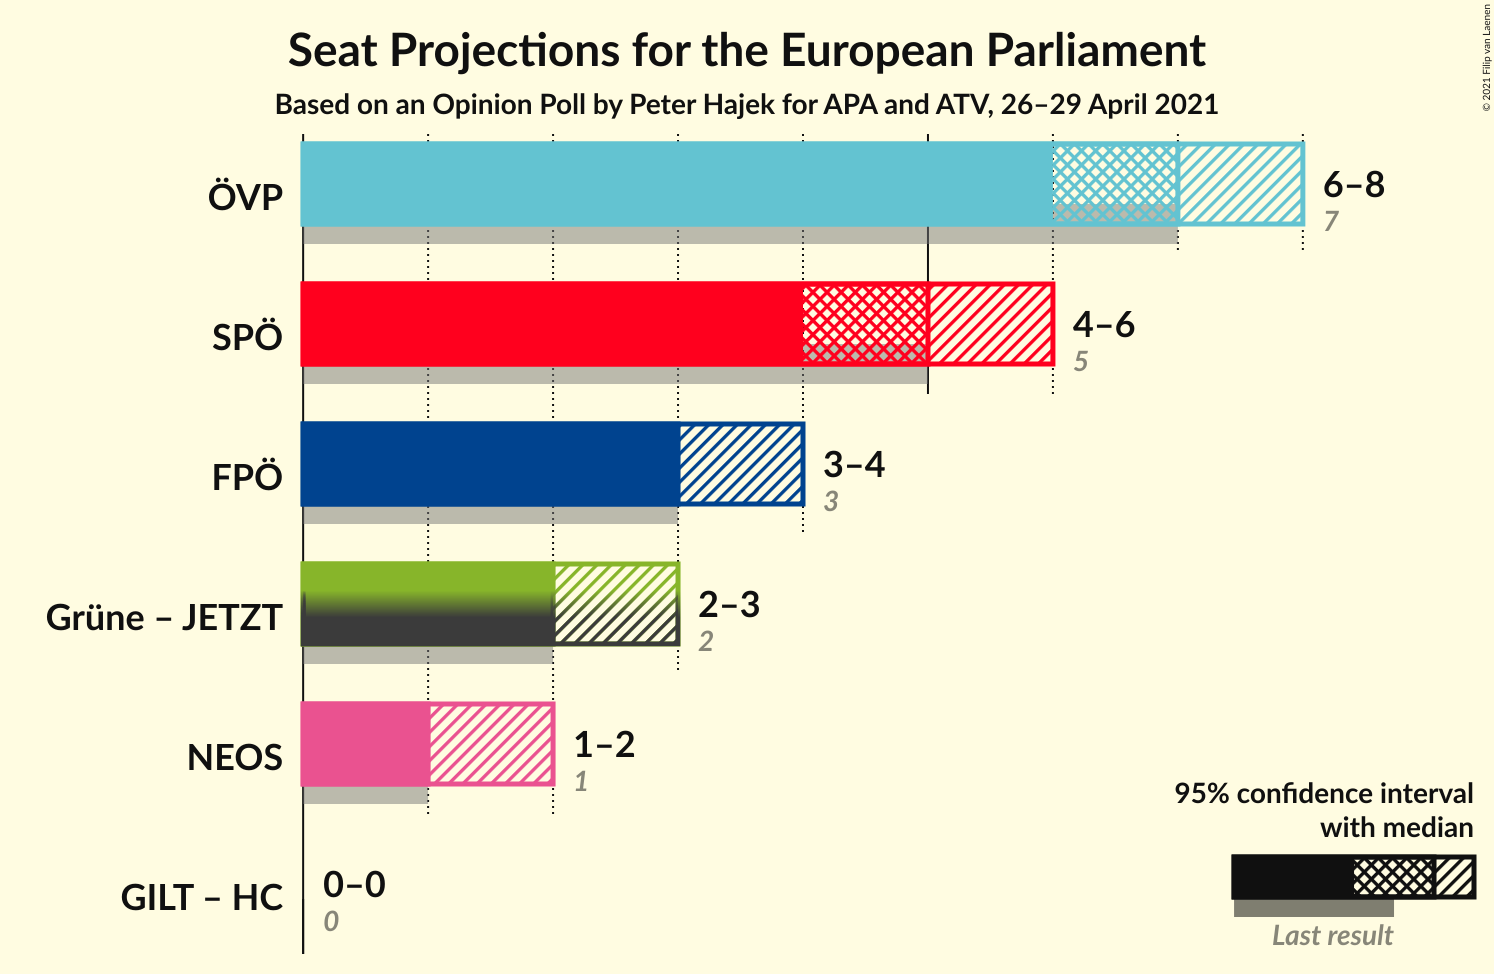 Seat Projections for the European Parliament
Based on an Opinion Poll by Peter Hajek for APA and ATV, 26–29 April 2021
© 2021 Filip van Laenen
ÖVP
6–8
7
SPÖ
4–6
5
FPÖ
3–4
3
Grüne – JETZT
2–3
2
NEOS
1–2
1
GILT – HC
0–0
0
95% confidence interval
with median
Last result